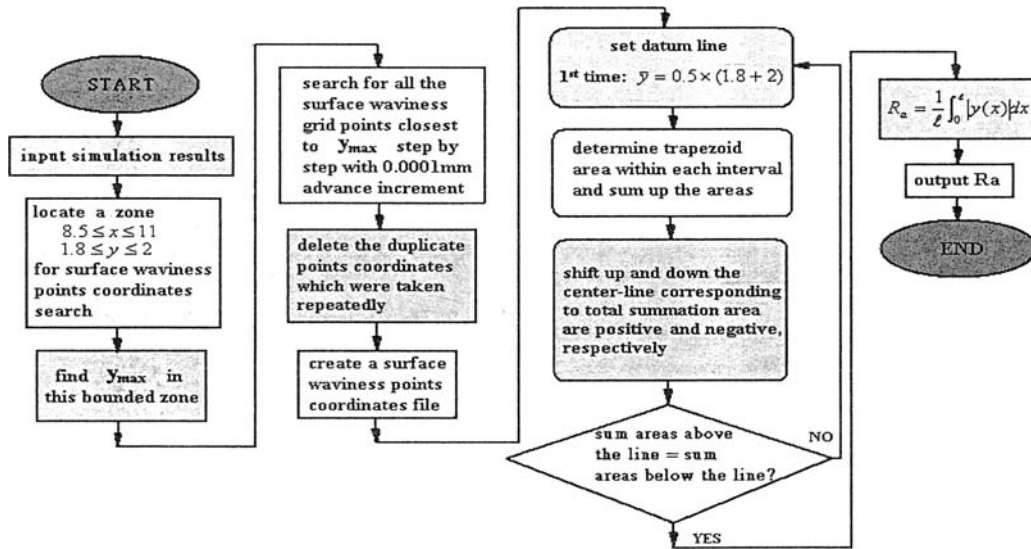 START
input simulation results
locate a zone
8.5 ≤ x ≤ 11
1.8 ≤ y ≤ 2
for surface waviness
points coordinates
search
find ymax in
this bounded zone
search for all the
surface waviness
grid points closest
to ymax step by
step with 0.0001mm
advance increment
delete the duplicate
points coordinates
which were taken
repeatedly
create a surface
waviness points
coordinates file
set datum line
1st time: y = 0.5 × (1.8 + 2)
determine trapezoid
area within each interval
and sum up the areas
shift up and down the
center-line corresponding
to total summation area
are positive and negative,
respectively
sum areas above
the line = sum
areas below the line?
NO
YES
Ra = 1/ℓ ∫₀^ℓ |y(x)|dx
output Ra
END